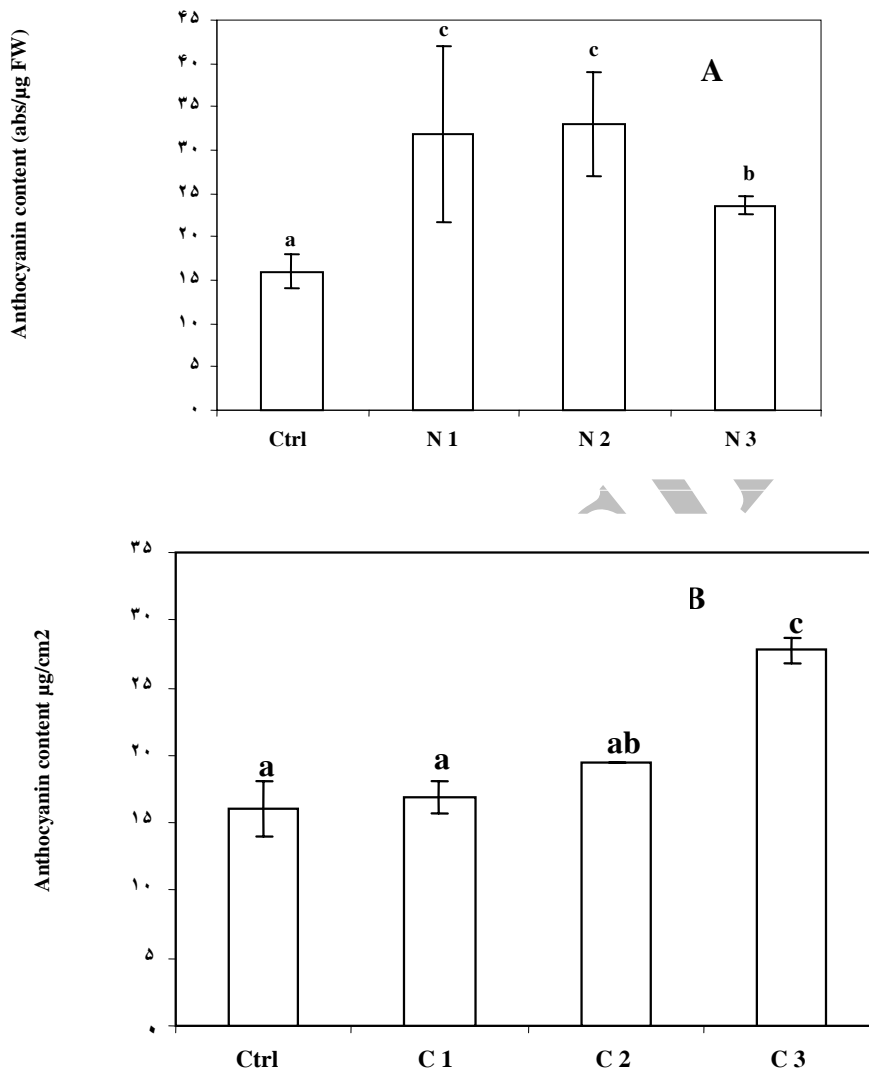 Anthocyanin content (abs/µg FW)
۴۵
۴۰
۳۵
۳۰
۲۵
۲۰
۱۵
۱۰
۵
۰
a
c
c
b
A
Ctrl
N 1
N 2
N 3
Anthocyanin content µg/cm2
۳۵
۳۰
۲۵
۲۰
۱۵
۱۰
۵
۰
a
a
ab
c
B
Ctrl
C 1
C 2
C 3